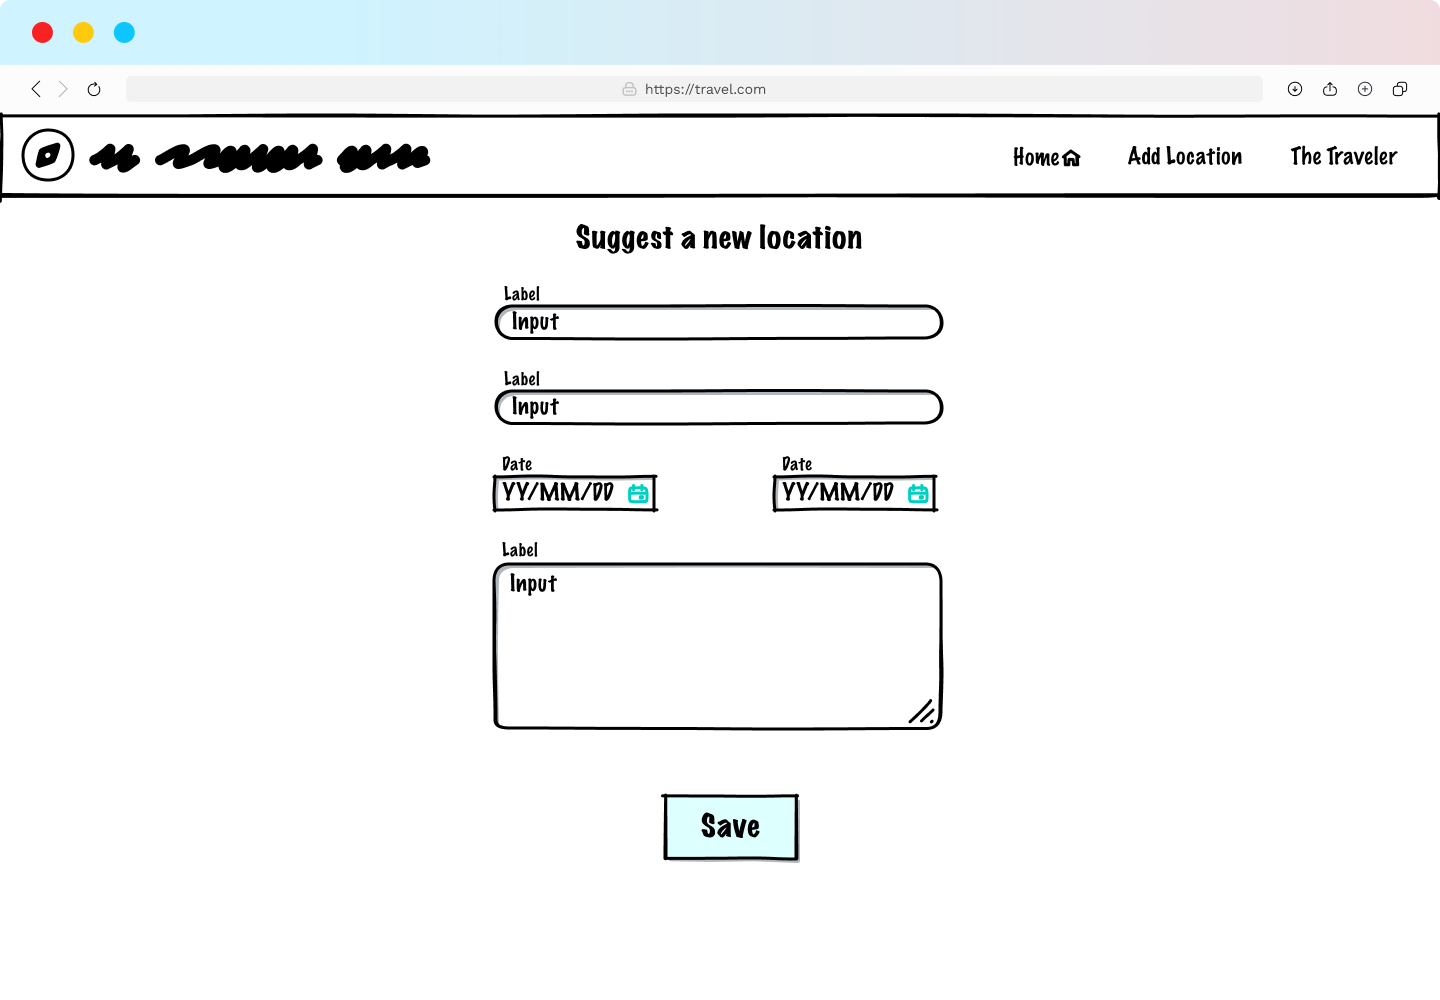 https://travel.com
Home Add Location The Traveler
Suggest a new location
Label
Input
Label
Input
Date Date
YY/MM/DD YY/MM/DD
Label
Input
Save